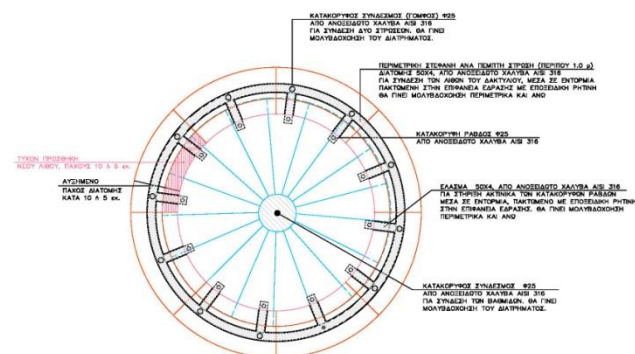 ΚΑΤΑΚΟΡΥΦΟΣ ΣΥΝΔΕΣΜΟΣ (ΓΟΜΦΟΣ) Φ25
ΑΠΟ ΑΝΟΞΕΙΔΩΤΟ ΧΑΛΥΒΑ AISI 316
ΓΙΑ ΣΥΝΔΕΣΗ ΔΥΟ ΣΤΡΩΣΕΩΝ. ΘΑ ΓΙΝΕΙ
ΜΟΛΥΒΔΟΧΟΗΣΗ ΤΟΥ ΔΙΑΤΡΗΜΑΤΟΣ.
ΠΕΡΙΜΕΤΡΙΚΗ ΣΤΕΦΑΝΗ ΑΝΑ ΠΕΜΠΤΗ ΣΤΡΩΣΗ (ΠΕΡΙΠΟΥ 1.0 μ)
ΔΙΑΤΟΜΗΣ 50Χ4, ΑΠΟ ΑΝΟΞΕΙΔΩΤΟ ΧΑΛΥΒΑ AISI 316
ΓΙΑ ΣΥΝΔΕΣΗ ΤΩΝ ΛΙΘΩΝ ΤΟΥ ΔΑΚΤΥΛΙΟΥ, ΜΕΣΑ ΣΕ ΕΝΤΟΡΜΙΑ
ΠΑΚΤΩΜΕΝΗ ΣΤΗΝ ΕΠΙΦΑΝΕΙΑ ΕΔΡΑΣΗΣ ΜΕ ΕΠΟΞΕΙΔΙΚΗ ΡΗΤΙΝΗ
ΘΑ ΓΙΝΕΙ ΜΟΛΥΒΔΟΧΟΗΣΗ ΠΕΡΙΜΕΤΡΙΚΑ ΚΑΙ ΑΝΩ
ΚΑΤΑΚΟΡΥΦΗ ΡΑΒΔΟΣ Φ25
ΑΠΟ ΑΝΟΞΕΙΔΩΤΟ ΧΑΛΥΒΑ AISI 316
ΤΥΧΟΝ ΠΡΟΣΘΗΚΗ
ΝΕΟΥ ΛΙΘΟΥ, ΠΑΧΟΥΣ 10 Λ 5 εκ.
ΑΥΞΗΜΕΝΟ
ΠΑΧΟΣ ΔΙΑΤΟΜΗΣ
ΚΑΤΑ 10 Λ 5 εκ.
ΕΛΑΣΜΑ 50Χ4, ΑΠΟ ΑΝΟΞΕΙΔΩΤΟ ΧΑΛΥΒΑ AISI 316
ΓΙΑ ΣΤΗΡΙΞΗ ΑΚΤΙΝΙΚΑ ΤΩΝ ΚΑΤΑΚΟΡΥΦΩΝ ΡΑΒΔΩΝ
ΜΕΣΑ ΣΕ ΕΝΤΟΡΜΙΑ, ΠΑΚΤΩΜΕΝΟ ΜΕ ΕΠΟΞΕΙΔΙΚΗ ΡΗΤΙΝΗ
ΣΤΗΝ ΕΠΙΦΑΝΕΙΑ ΕΔΡΑΣΗΣ. ΘΑ ΓΙΝΕΙ ΜΟΛΥΒΔΟΧΟΗΣΗ
ΠΕΡΙΜΕΤΡΙΚΑ ΚΑΙ ΑΝΩ
ΚΑΤΑΚΟΡΥΦΟΣ ΣΥΝΔΕΣΜΟΣ Φ25
ΑΠΟ ΑΝΟΞΕΙΔΩΤΟ ΧΑΛΥΒΑ AISI 316
ΓΙΑ ΣΥΝΔΕΣΗ ΤΩΝ ΒΑΘΜΙΔΩΝ. ΘΑ ΓΙΝΕΙ
ΜΟΛΥΒΔΟΧΟΗΣΗ ΤΟΥ ΔΙΑΤΡΗΜΑΤΟΣ.